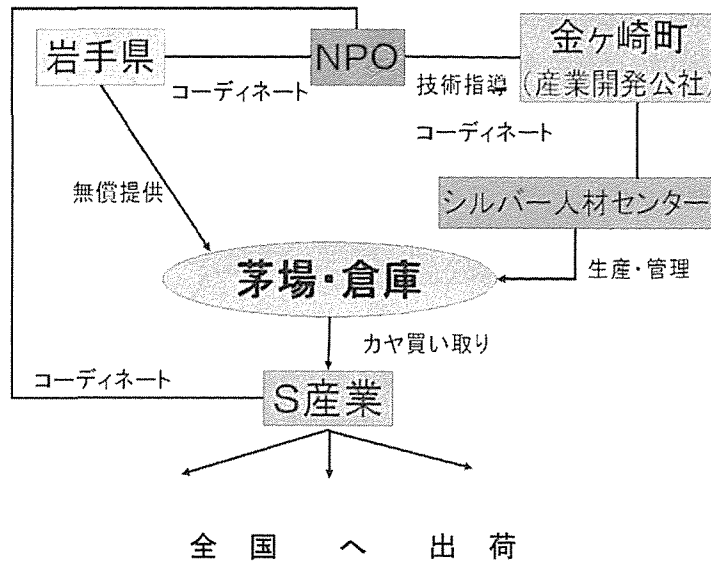 岩手県
NPO
金ヶ崎町
(産業開発公社)
コーディネート
技術指導
コーディネート
無償提供
シルバー人材センター
茅場・倉庫
生産・管理
カヤ買い取り
コーディネート
S産業
全国へ出荷